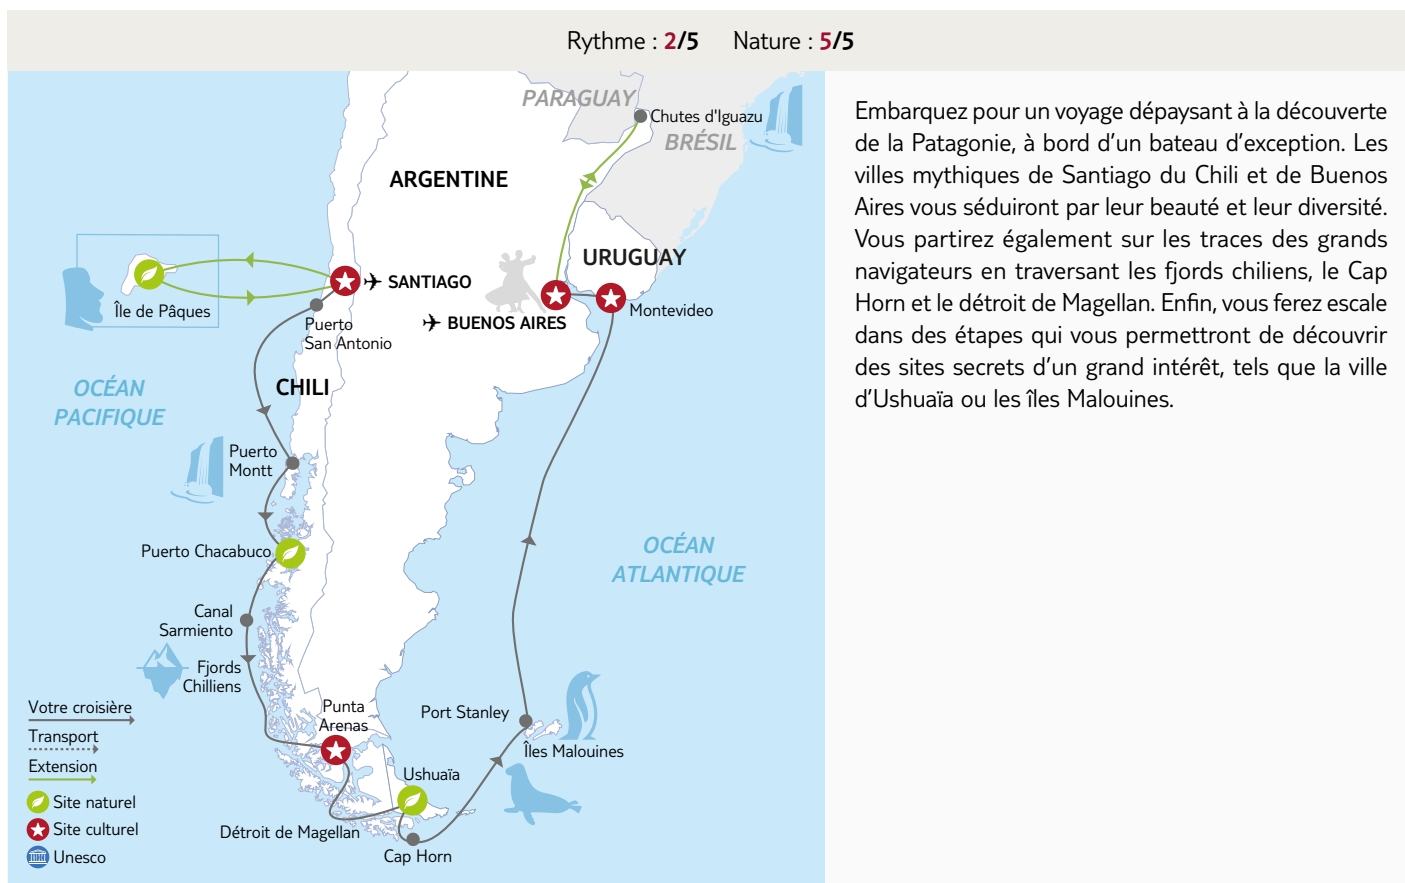 Rythme : 2/5 Nature : 5/5
PARAGUAY
Chutes d'Iguazu
BRÉSIL
ARGENTINE
URUGUAY
SANTIAGO
Île de Pâques
Puerto
San Antonio
BUENOS AIRES
Montevideo
CHILI
OCÉAN
PACIFIQUE
Puerto
Montt
Puerto Chacabuco
OCÉAN
ATLANTIQUE
Canal
Sarmiento
Fjords
Chilliens
Punta
Arenas
Port Stanley
Îles Malouines
Ushuaïa
Détroit de Magellan
Cap Horn
Votre croisière
Transport
Extension
Site naturel
Site culturel
Unesco
Embarquez pour un voyage dépaysant à la découverte
de la Patagonie, à bord d’un bateau d’exception. Les
villes mythiques de Santiago du Chili et de Buenos
Aires vous séduiront par leur beauté et leur diversité.
Vous partirez également sur les traces des grands
navigateurs en traversant les fjords chiliens, le Cap
Horn et le détroit de Magellan. Enfin, vous ferez escale
dans des étapes qui vous permettront de découvrir
des sites secrets d’un grand intérêt, tels que la ville
d’Ushuaïa ou les îles Malouines.